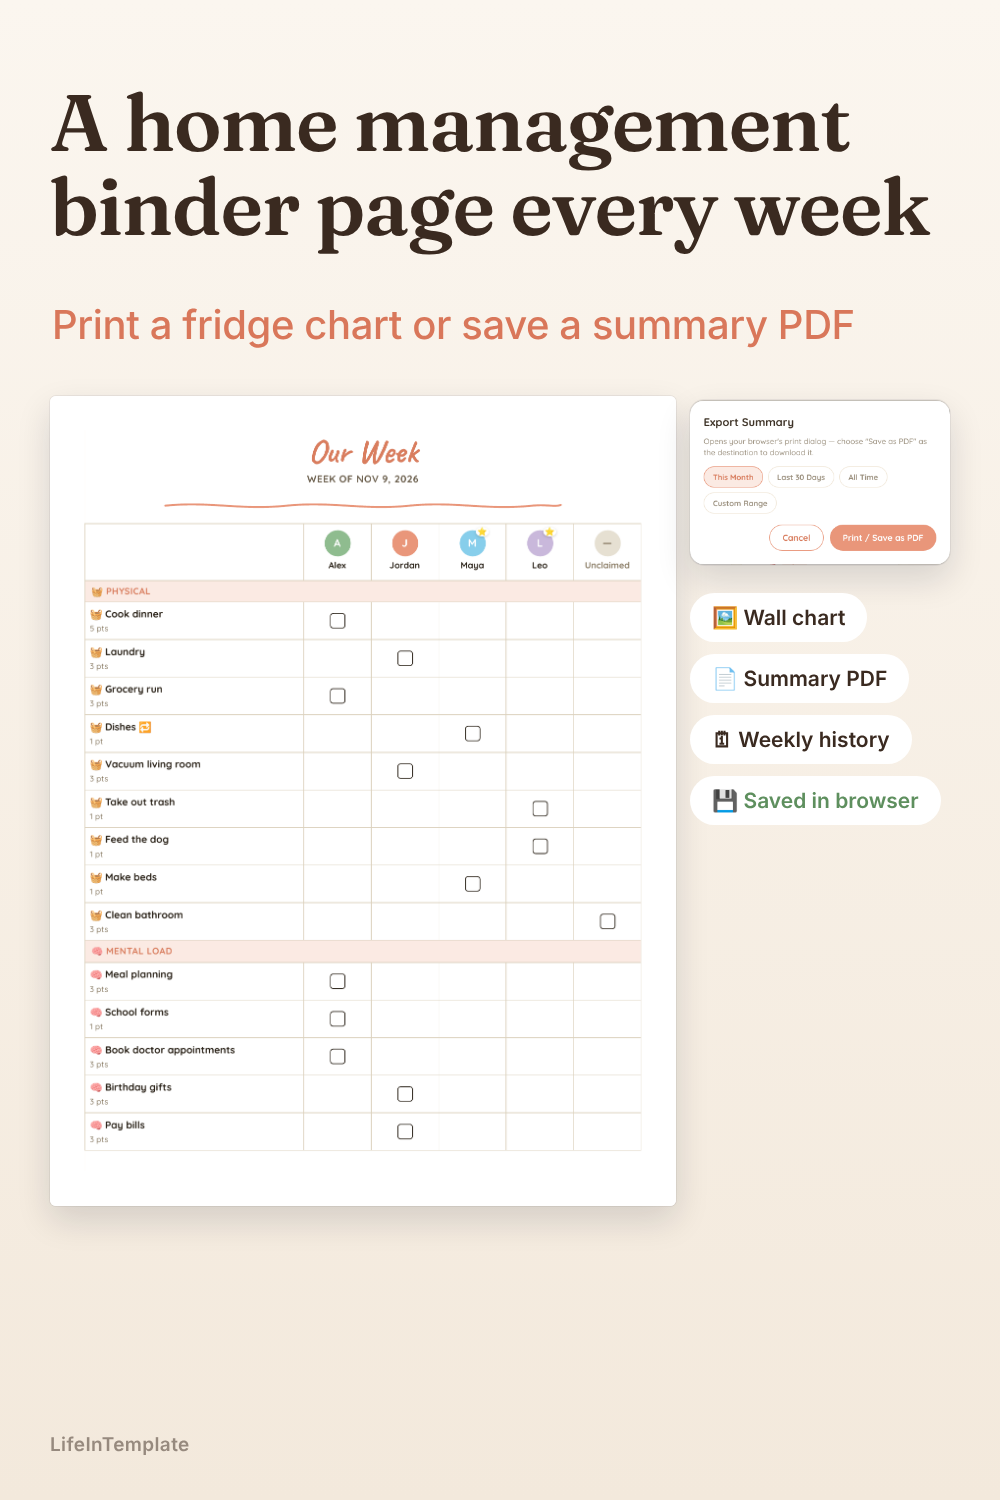 A home management
binder page every week
Print a fridge chart or save a summary PDF
Our Week
WEEK OF NOV 9, 2026
A
J
M
L
—
Alex
Jordan
Maya
Leo
Unclaimed
PHYSICAL
Cook dinner
5 pts
Laundry
3 pts
Grocery run
3 pts
Dishes
1 pt
Vacuum living room
3 pts
Take out trash
1 pt
Feed the dog
1 pt
Make beds
1 pt
Clean bathroom
3 pts
MENTAL LOAD
Meal planning
3 pts
School forms
1 pt
Book doctor appointments
3 pts
Birthday gifts
3 pts
Pay bills
3 pts
Export Summary
Opens your browser's print dialog — choose "Save as PDF" as
the destination to download it.
This Month
Last 30 Days
All Time
Custom Range
Cancel
Print / Save as PDF
Wall chart
Summary PDF
Weekly history
Saved in browser
LifeInTemplate